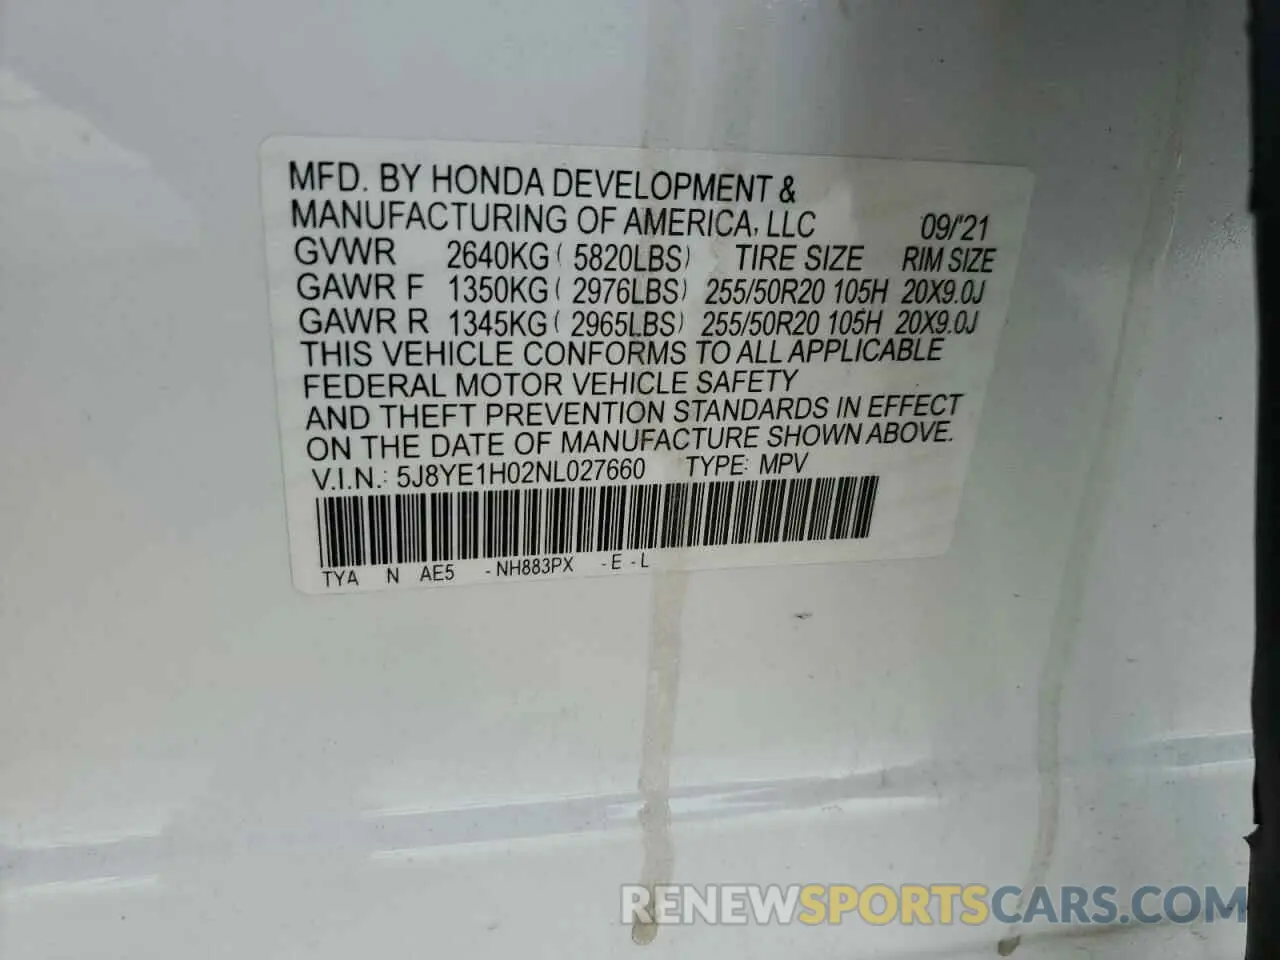 MFD. BY HONDA DEVELOPMENT &
MANUFACTURING OF AMERICA, LLC 09/'21
GVWR 2640KG ( 5820LBS) TIRE SIZE RIM SIZE
GAWR F 1350KG ( 2976LBS) 255/50R20 105H 20X9.0J
GAWR R 1345KG ( 2965LBS) 255/50R20 105H 20X9.0J
THIS VEHICLE CONFORMS TO ALL APPLICABLE
FEDERAL MOTOR VEHICLE SAFETY
AND THEFT PREVENTION STANDARDS IN EFFECT
ON THE DATE OF MANUFACTURE SHOWN ABOVE.
V.I.N.: 5J8YE1H02NL027660 TYPE: MPV
TYA N AE5 -NH883PX -E -L
RENEWSPORTSCARS.COM